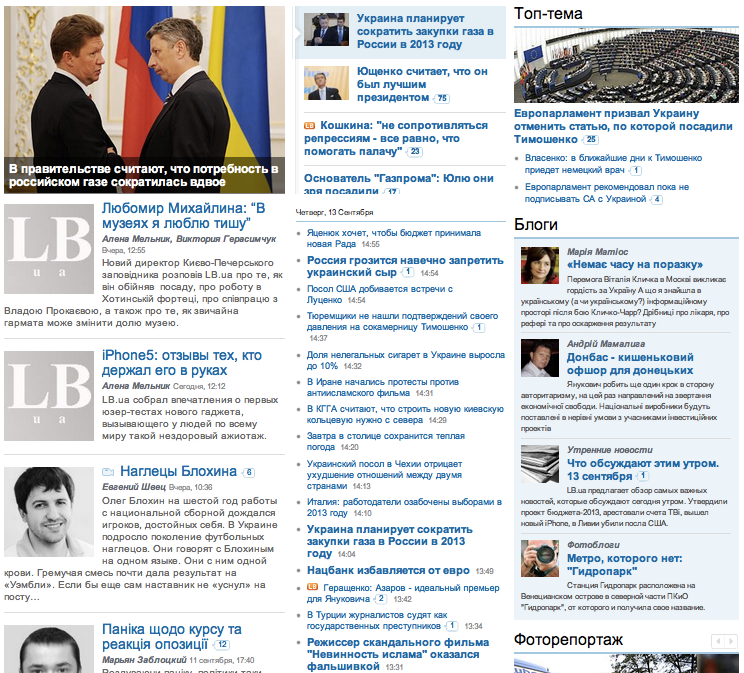 В правительстве считают, что потребность в
российском газе сократилась вдвое
LB
ua
Любомир Михайлина: “В
музеях я люблю тишу”
Алена Мельник, Виктория Герасимчук
Вчера, 12:55
Новий директор Києво-Печерського
заповідника розповів LB.ua про те, як
він обійняв посаду, про роботу в
Хотинській фортеці, про співпрацю з
Владою Прокаєвою, а також про те, як звичайна
гармата може змінити долю музею.
LB
ua
iPhone5: отзывы тех, кто
держал его в руках
Алена Мельник Сегодня, 12:12
LB.ua собрал впечатления о первых
юзер-тестах нового гаджета,
вызывающего у людей по всему
миру такой нездоровый ажиотаж.
Наглецы Блохина 6
Евгений Швец Вчера, 10:36
Олег Блохин на шестой год работы
с национальной сборной дождался
игроков, достойных себя. В Украине
подросло поколение футбольных
наглецов. Они говорят с Блохиным
на одном языке. Они с ним одной
крови. Гремучая смесь почти дала результат на
«Уэмбли». Если бы еще сам наставник не «уснул» на
посту…
Паніка щодо курсу та
реакція опозиції 12
Марьян Заблоцкий 11 сентября, 17:40
Украина планирует
сократить закупки газа в
России в 2013 году
Ющенко считает, что он
был лучшим
президентом 75
LB Кошкина: "не сопротивляться
репрессиям - все равно, что
помогать палачу" 23
Основатель "Газпрома": Юлю они
зря посадили 17
Четверг, 13 Сентября
Яценюк хочет, чтобы бюджет принимала
новая Рада 14:55
Россия грозится навечно запретить
украинский сыр 1 14:54
Посол США добивается встречи с
Луценко 14:54
Тюремщики не нашли подтверждений своего
давления на сокамерницу Тимошенко 1
14:37
Доля нелегальных сигарет в Украине выросла
до 10% 14:32
В Иране начались протесты против
антиисламского фильма 14:31
В КГГА считают, что строить новую киевскую
кольцевую нужно с севера 14:29
Завтра в столице сохранится теплая
погода 14:20
Украинский посол в Чехии отрицает
ухудшение отношений между двумя
странами 14:13
Италия: работодатели озабочены выборами в
2013 году 14:10
Украина планирует сократить
закупки газа в России в 2013
году 14:04
Нацбанк избавляется от евро 13:49
LB Геращенко: Азаров - идеальный премьер
для Януковича 2 13:42
В Турции журналистов судят как
государственных преступников 1 13:34
Режиссер скандального фильма
"Невинность ислама" оказался
фальшивкой 13:31
Топ-тема
Европарламент призвал Украину
отменить статью, по которой посадили
Тимошенко 25
Власенко: в ближайшие дни к Тимошенко
приедет немецкий врач 1
Европарламент рекомендовал пока не
подписывать СА с Украиной 4
Блоги
Марія Матіос
«Немає часу на поразку»
Перемога Віталія Кличка в Москві викликає
гордість за Україну А що я знайшла в
українському (а чи українському?) інформаційному
просторі після бою Кличко-Чарр? Дрібниці про лікаря, про
рефері та про оскарження результату
Андрій Мамалига
Донбас - кишеньковий
офшор для донецьких
Янукович робить ще один крок в сторону
авторитаризму, на цей раз направлений на звертання
економічної свободи. Національні виробники будуть
поставлені в нерівні умови з учасниками інвестиційних
проектів
Утренние новости
Что обсуждают этим утром.
13 сентября 1
LB.ua предлагает обзор самых важных
новостей, которые обсуждают сегодня утром. Утвердили
проект бюджета-2013, арестовали счета ТВі, вышел
новый iPhone, в Ливии убили посла США.
Фотоблоги
Метро, которого нет:
"Гидропарк"
Станция Гидропарк расположена на
Венецианском острове в северной части ПКиО
"Гидропарк", от которого и получила свое название.
Фоторепортаж